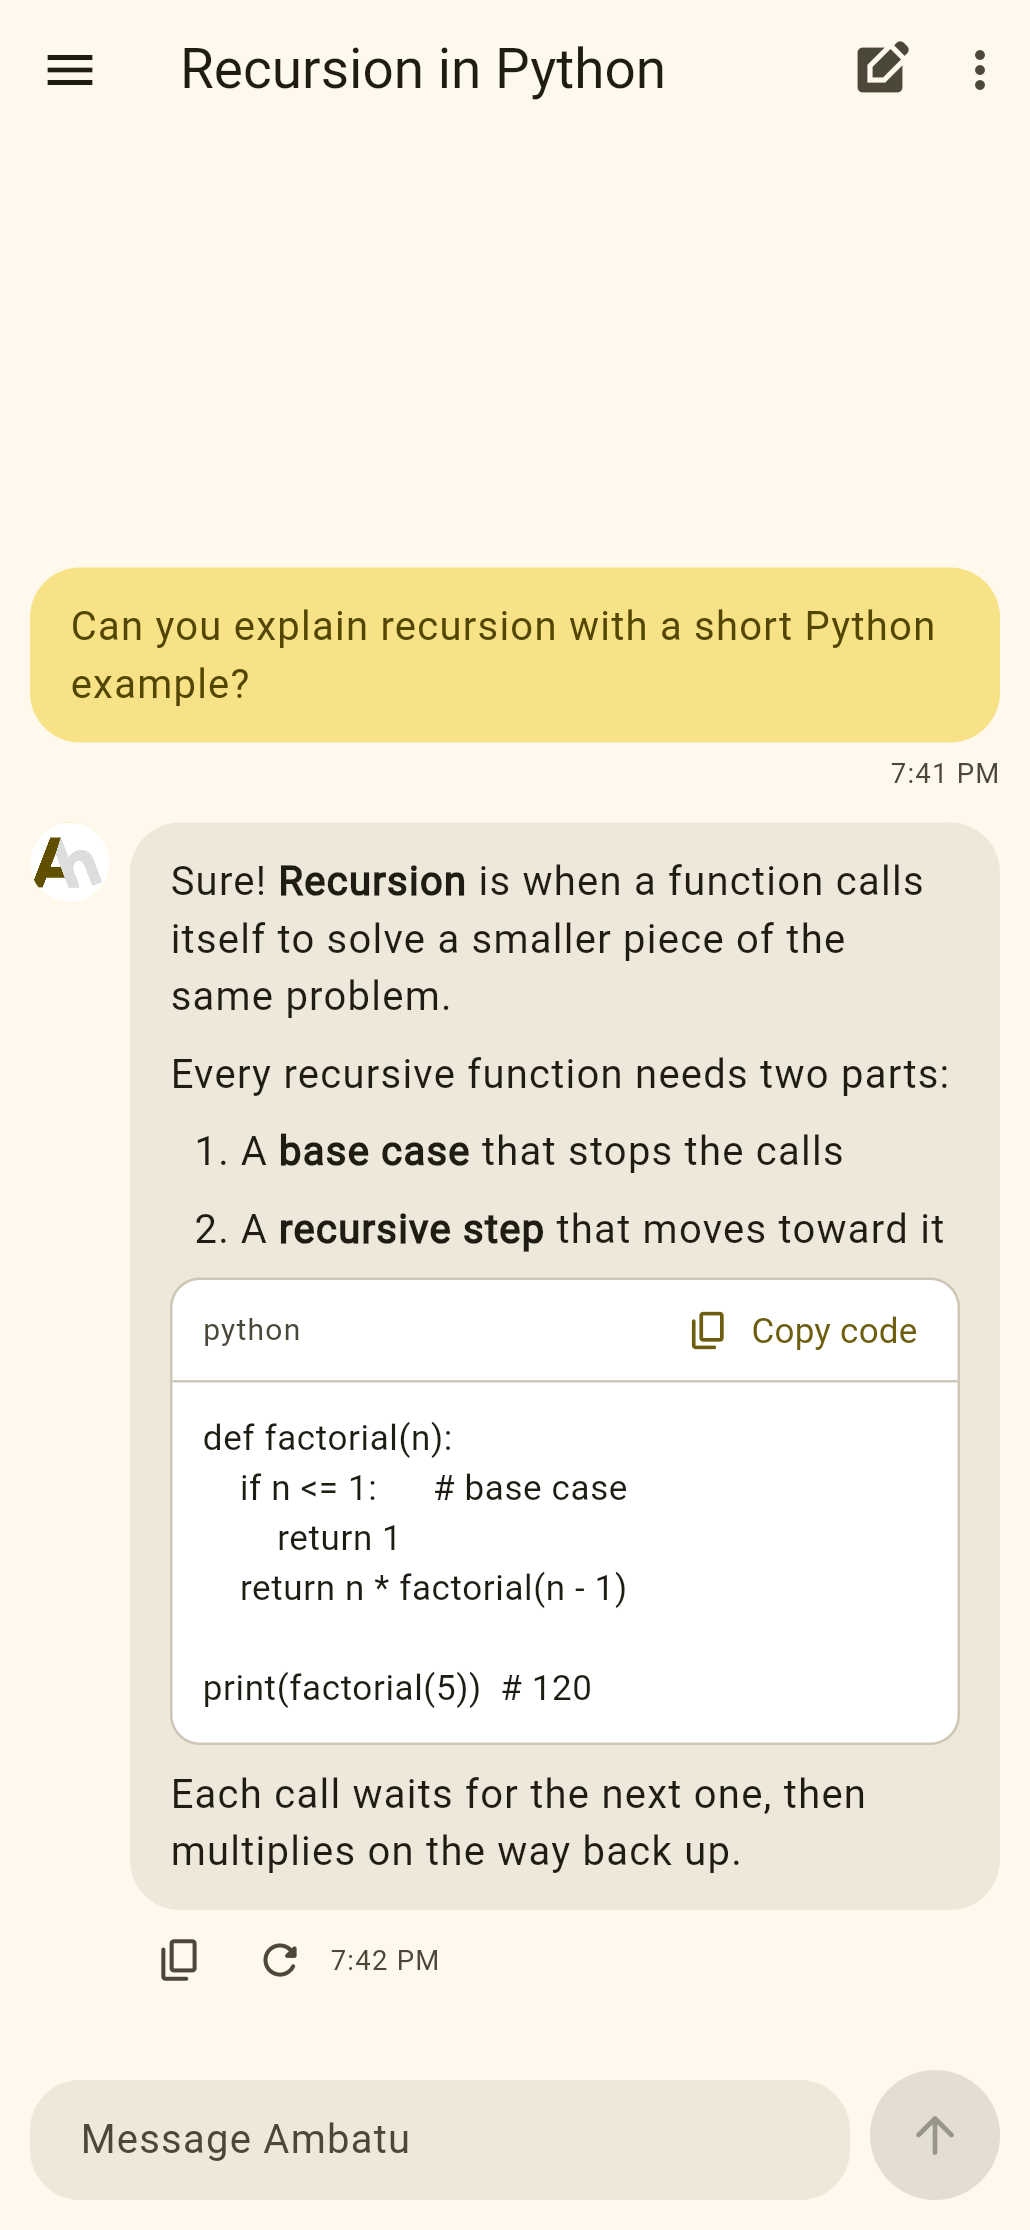 Recursion in Python
Can you explain recursion with a short Python
example?
7:41 PM
Ah
Sure! Recursion is when a function calls
itself to solve a smaller piece of the
same problem.
Every recursive function needs two parts:
1. A base case that stops the calls
2. A recursive step that moves toward it
python Copy code
def factorial(n):
    if n <= 1:      # base case
        return 1
    return n * factorial(n - 1)
print(factorial(5))  # 120
Each call waits for the next one, then
multiplies on the way back up.
7:42 PM
Message Ambatu